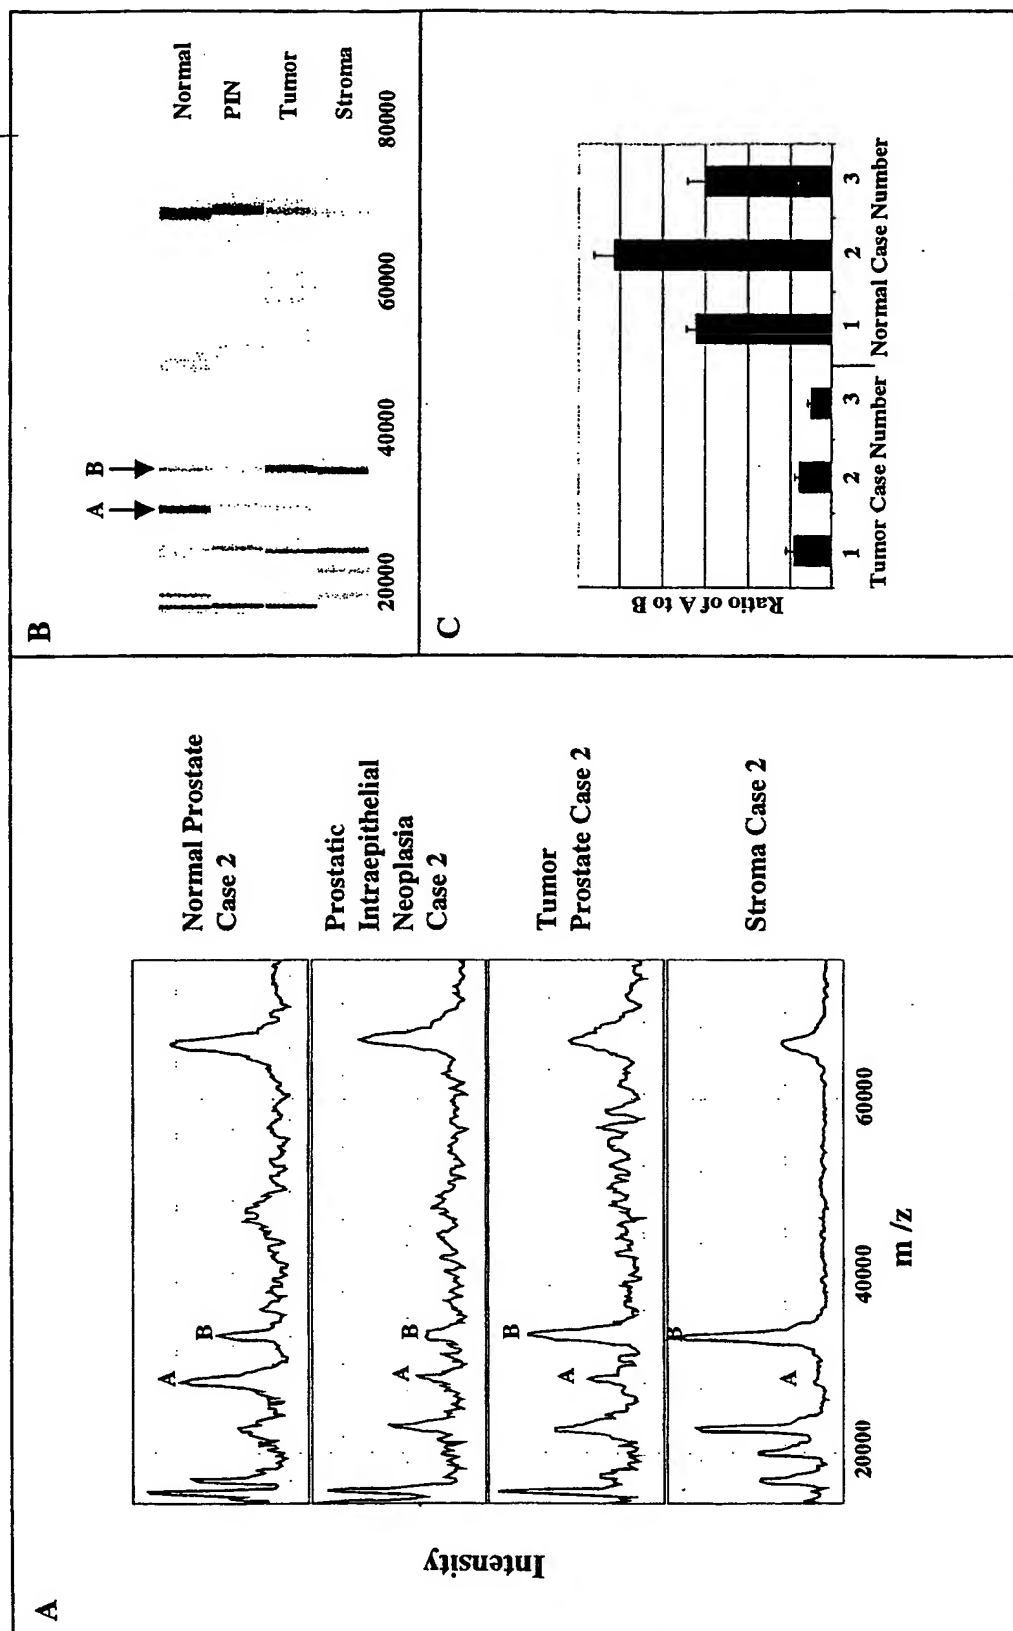 A
Intensity
Normal Prostate
Case 2
A
B
Prostatic
Intraepithelial
Neoplasia
Case 2
A
B
Tumor
Prostate Case 2
A
B
Stroma Case 2
A
B
20000
40000
60000
m /z
B
A
B
Normal
PIN
Tumor
Stroma
20000
40000
60000
80000
C
Ratio of A to B
1
2
3
1
2
3
Tumor Case Number
Normal Case Number